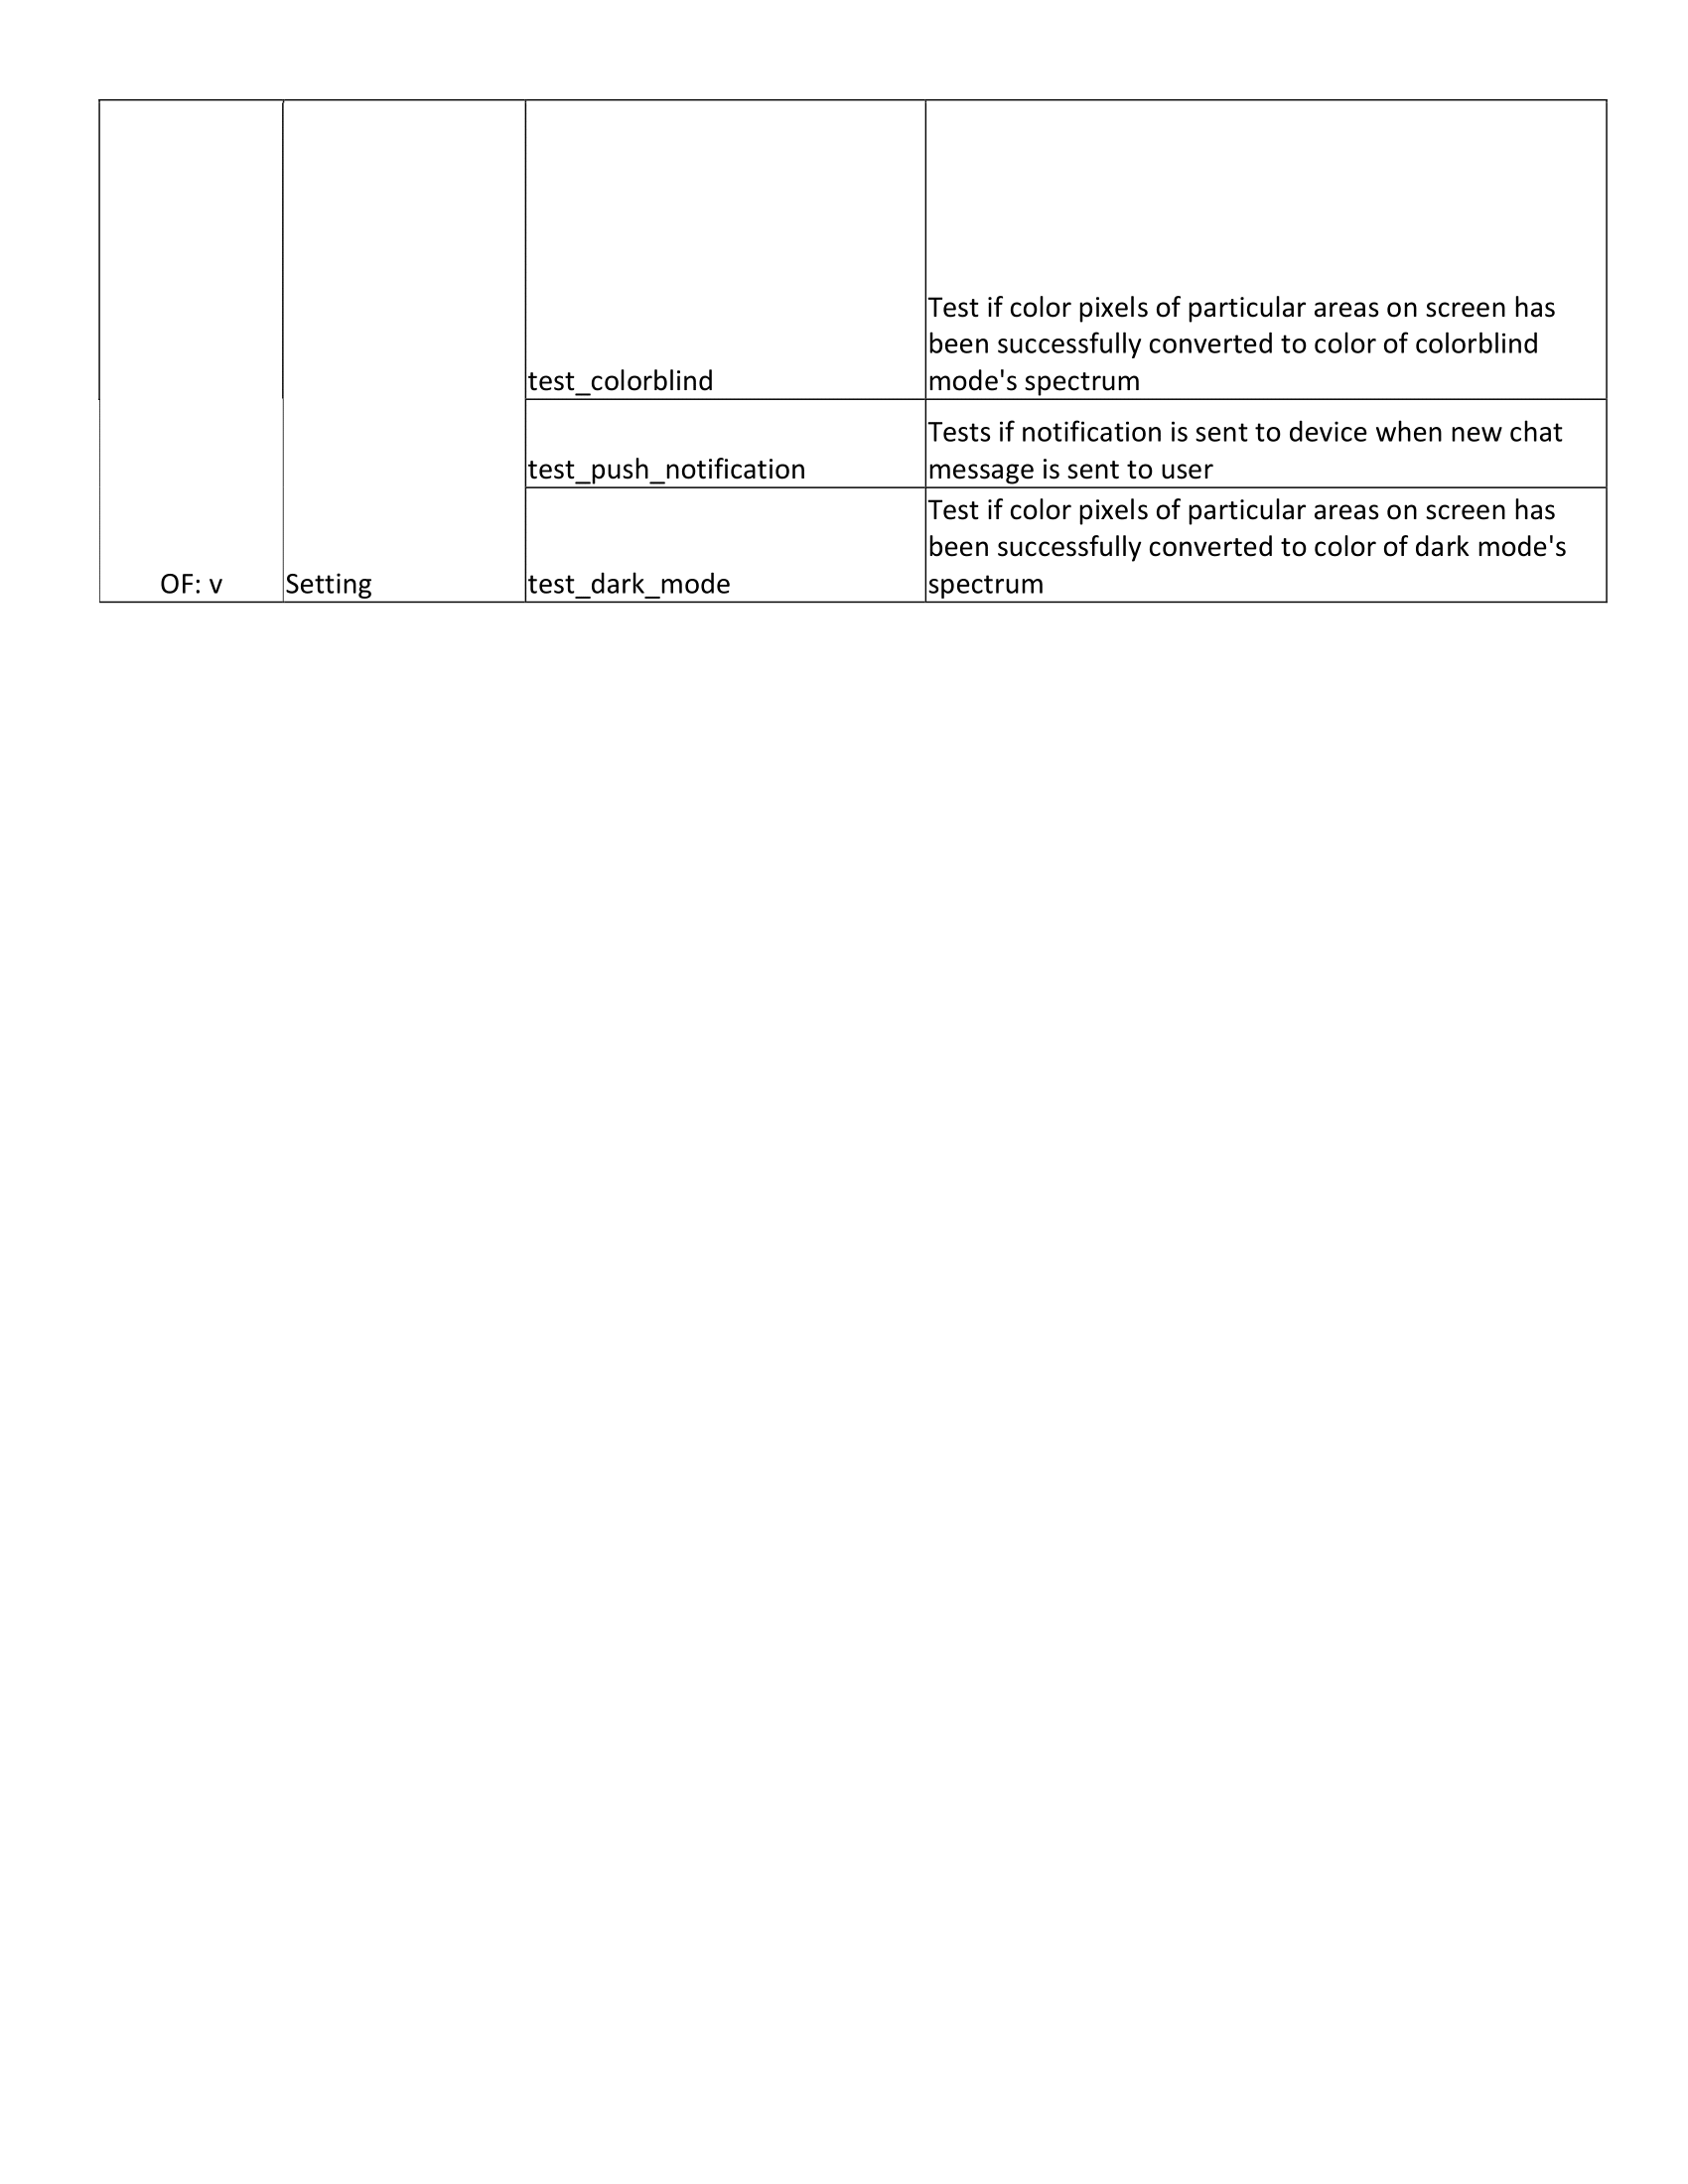 test_colorblind
Test if color pixels of particular areas on screen has
been successfully converted to color of colorblind
mode's spectrum
test_push_notification
Tests if notification is sent to device when new chat
message is sent to user
OF: v
Setting
test_dark_mode
Test if color pixels of particular areas on screen has
been successfully converted to color of dark mode's
spectrum